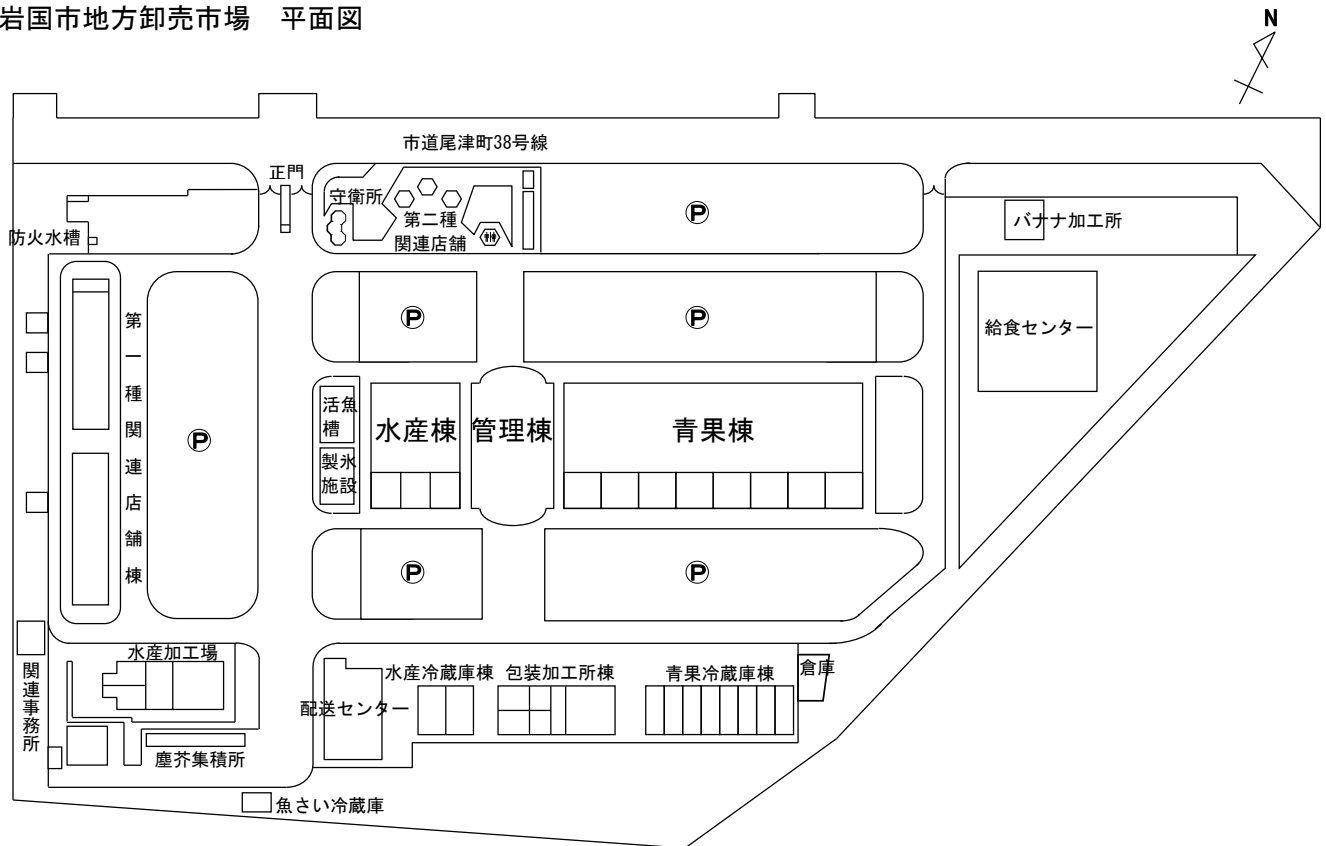 岩国市地方卸売市場　平面図
N
市道尾津町38号線
正門
守衛所
第二種
関連店舗
P
バナナ加工所
防火水槽
P
P
給食センター
第一種関連店舗棟
P
活魚
槽
水産棟
管理棟
青果棟
製氷
施設
P
P
水産加工場
関連事務所
水産冷蔵庫棟
包装加工所棟
青果冷蔵庫棟
倉庫
配送センター
塵芥集積所
魚さい冷蔵庫